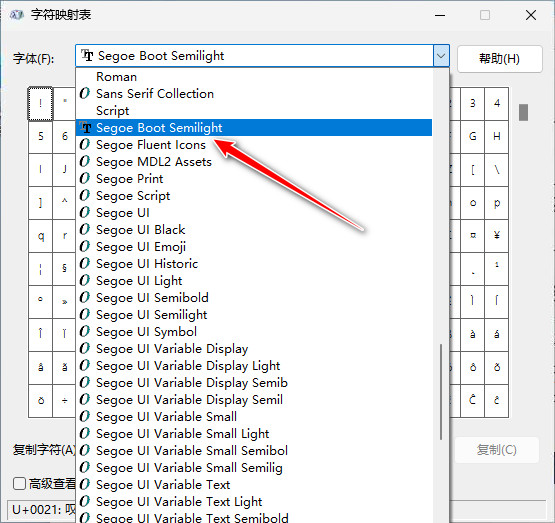 字符映射表
字体(F): Segoe Boot Semilight 帮助(H)
Roman
Sans Serif Collection
Script
Segoe Boot Semilight
Segoe Fluent Icons
Segoe MDL2 Assets
Segoe Print
Segoe Script
Segoe UI
Segoe UI Black
Segoe UI Emoji
Segoe UI Historic
Segoe UI Light
Segoe UI Semibold
Segoe UI Semilight
Segoe UI Symbol
Segoe UI Variable Display
Segoe UI Variable Display Light
Segoe UI Variable Display Semib
Segoe UI Variable Display Semil
Segoe UI Variable Small
Segoe UI Variable Small Light
Segoe UI Variable Small Semibol
Segoe UI Variable Small Semilig
Segoe UI Variable Text
Segoe UI Variable Text Light
Segoe UI Variable Text Semibold
! " 3 4
5 6 G H
I J [ \
] ^ o p
q r ¤ ¥
¦ § ¸ ¹
º »
Î Ï à á
â ã ô õ
ö ÷ Ĉ ĉ
复制字符(A) 复制(C)
高级查看
U+0021: